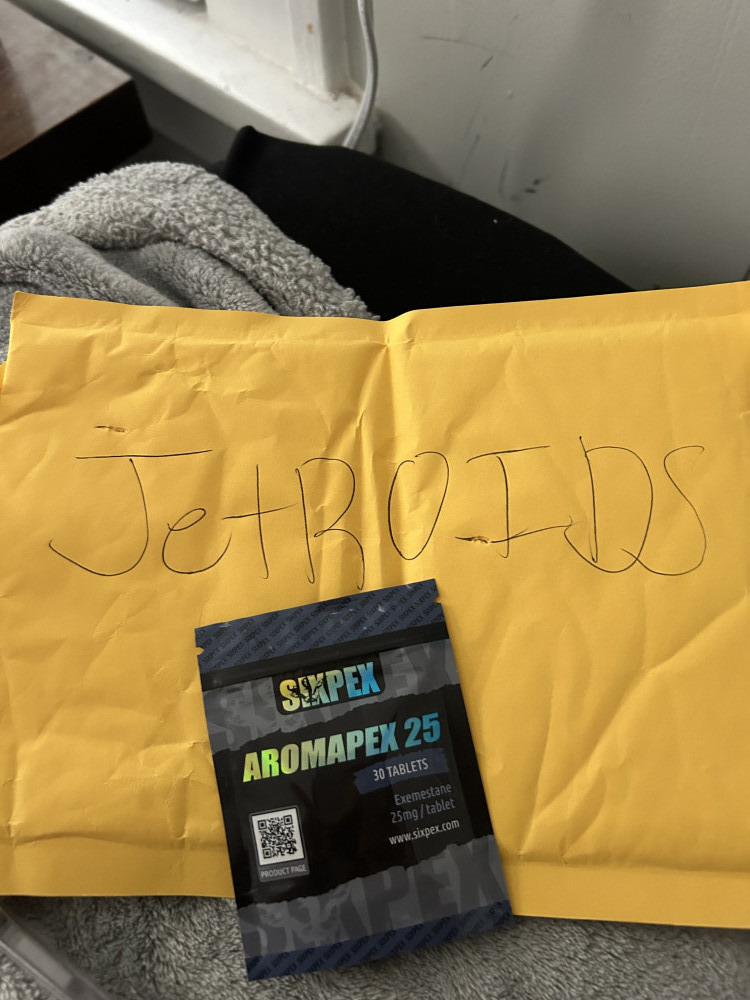 JetROIDS
SIXPEX
AROMAPEX 25
30 TABLETS
Exemestane
25mg / tablet
www.sixpex.com
PRODUCT PAGE